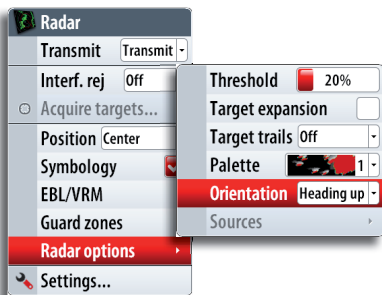 Radar
Transmit Transmit
Interf. rej Off
Acquire targets...
Position Center
Symbology
EBL/VRM
Guard zones
Radar options
Settings...
Threshold 20%
Target expansion
Target trails Off
Palette 1
Orientation Heading up
Sources